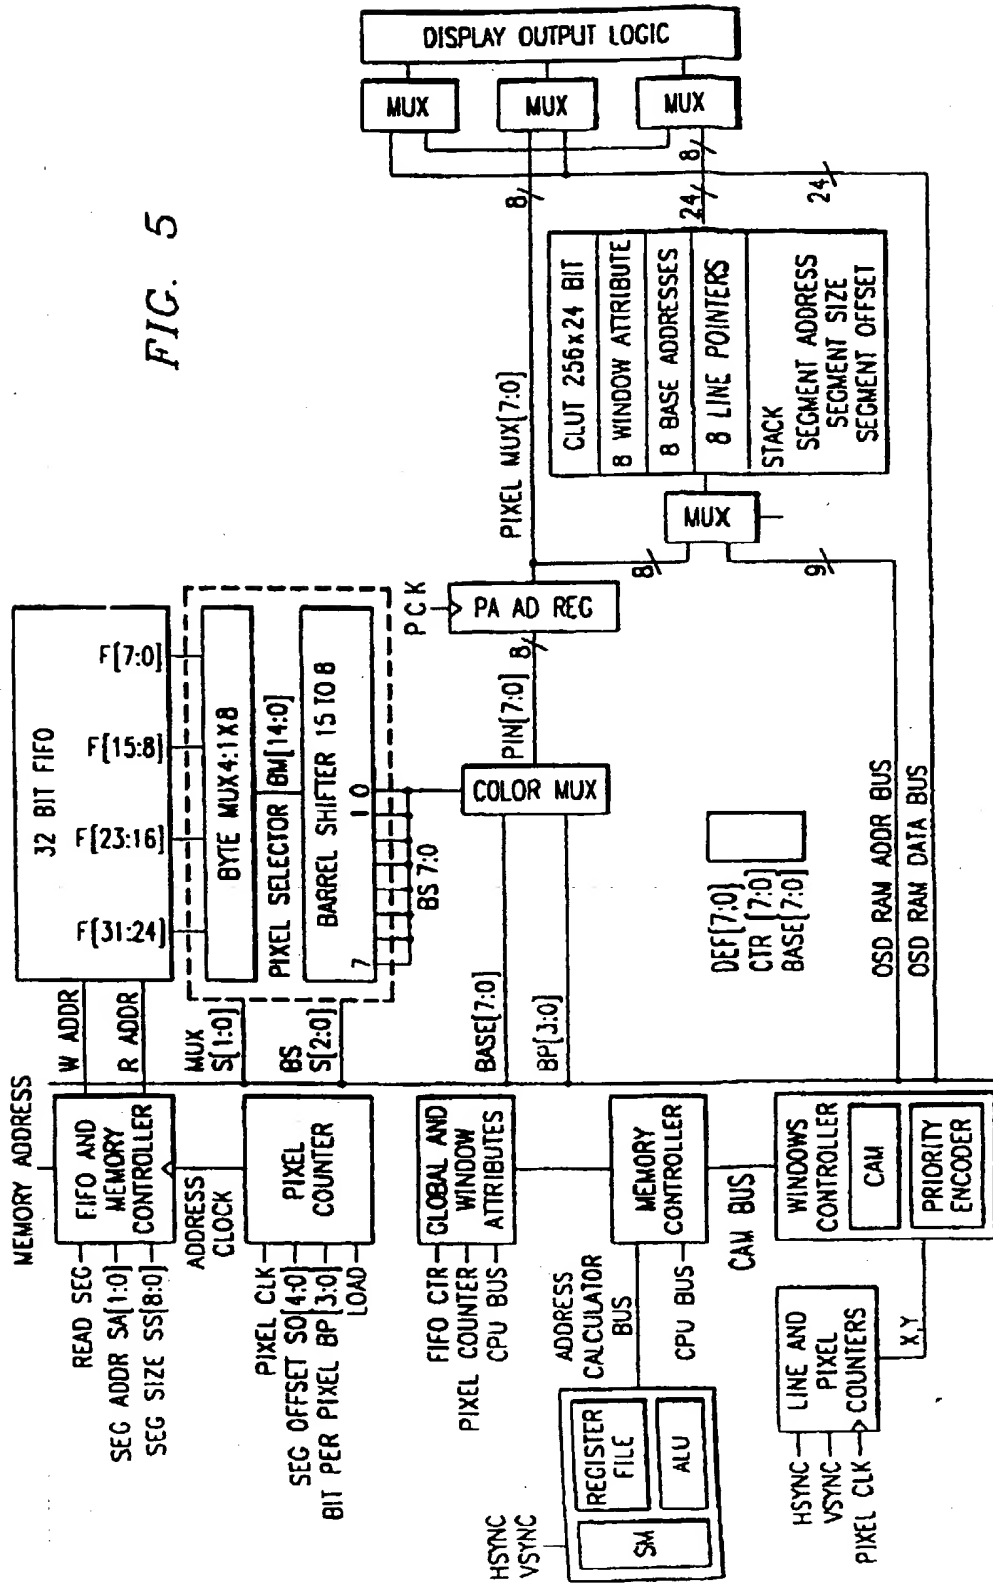 FIG. 5
DISPLAY OUTPUT LOGIC
MUX
MUX
MUX
8
8
24
24
32 BIT FIFO
F[7:0]
F[15:8]
F[23:16]
F[31:24]
W ADDR
R ADDR
BYTE MUX4:1X8
PIXEL SELECTOR
BM[14:0]
BARREL SHIFTER 15 TO 8
7
1 0
BS 7:0
MUX
S[1:0]
BS
S[2:0]
PIXEL MUX[7:0]
CLUT 256x24 BIT
8 WINDOW ATTRIBUTE
8 BASE ADDRESSES
8 LINE POINTERS
STACK
SEGMENT ADDRESS
SEGMENT SIZE
SEGMENT OFFSET
MUX
8
9
PCK
PA AD REG
8
PIN[7:0]
COLOR MUX
BASE[7:0]
BP[3:0]
DEF[7:0]
CTR [7:0]
BASE[7:0]
OSD RAM ADDR BUS
OSD RAM DATA BUS
MEMORY ADDRESS
FIFO AND
MEMORY
CONTROLLER
READ SEG
SEG ADDR SA[1:0]
SEG SIZE SS[8:0]
ADDRESS
CLOCK
PIXEL
COUNTER
PIXEL CLK
SEG OFFSET SO[4:0]
BIT PER PIXEL BP[3:0]
LOAD
GLOBAL AND
WINDOW
ATTRIBUTES
FIFO CTR
PIXEL COUNTER
CPU BUS
MEMORY
CONTROLLER
ADDRESS
CALCULATOR
BUS
CPU BUS
CAM BUS
WINDOWS
CONTROLLER
CAM
PRIORITY
ENCODER
HSYNC
VSYNC
REGISTER
FILE
ALU
SM
LINE AND
PIXEL
COUNTERS
HSYNC
VSYNC
PIXEL CLK
X,Y